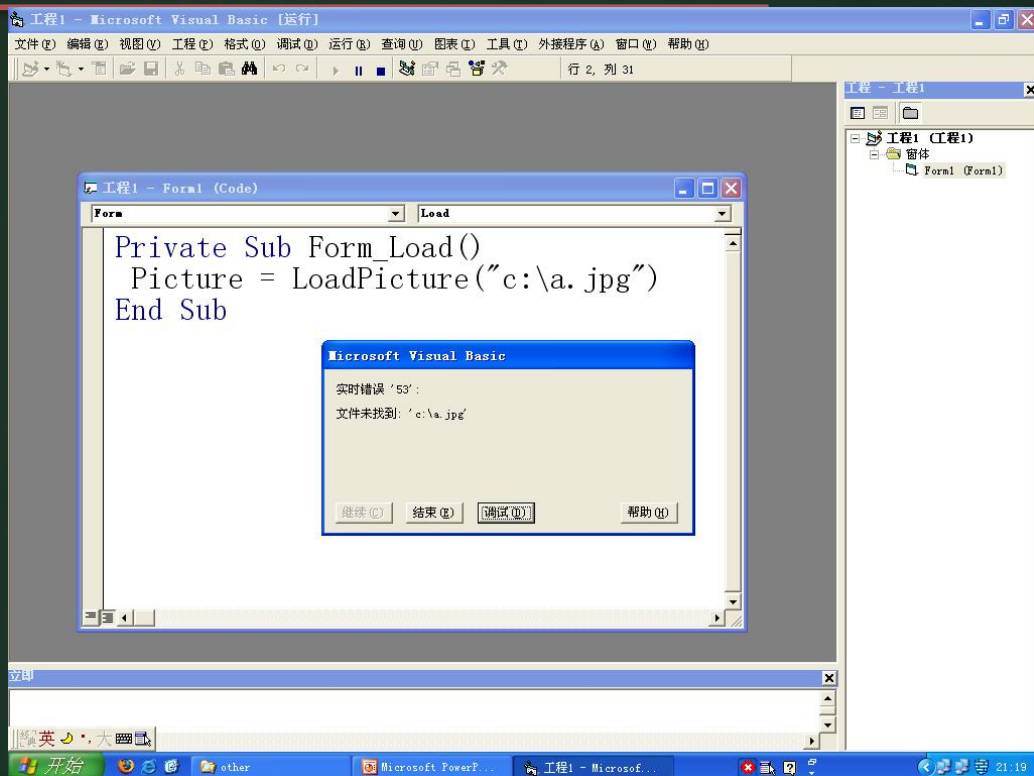 工程1 - Microsoft Visual Basic [运行]
文件(F) 编辑(E) 视图(V) 工程(P) 格式(O) 调试(D) 运行(R) 查询(U) 图表(I) 工具(T) 外接程序(A) 窗口(W) 帮助(H)
行 2, 列 31
工程 - 工程1
工程1 (工程1)
窗体
Form1 (Form1)
工程1 - Form1 (Code)
Form Load
Private Sub Form_Load()
Picture = LoadPicture("c:\a.jpg")
End Sub
Microsoft Visual Basic
实时错误 '53':
文件未找到: 'c:\a.jpg'
继续(C) 结束(E) 调试(D) 帮助(H)
立即
英 大
开始 other Microsoft PowerP... 工程1 - Microsof... 21:19